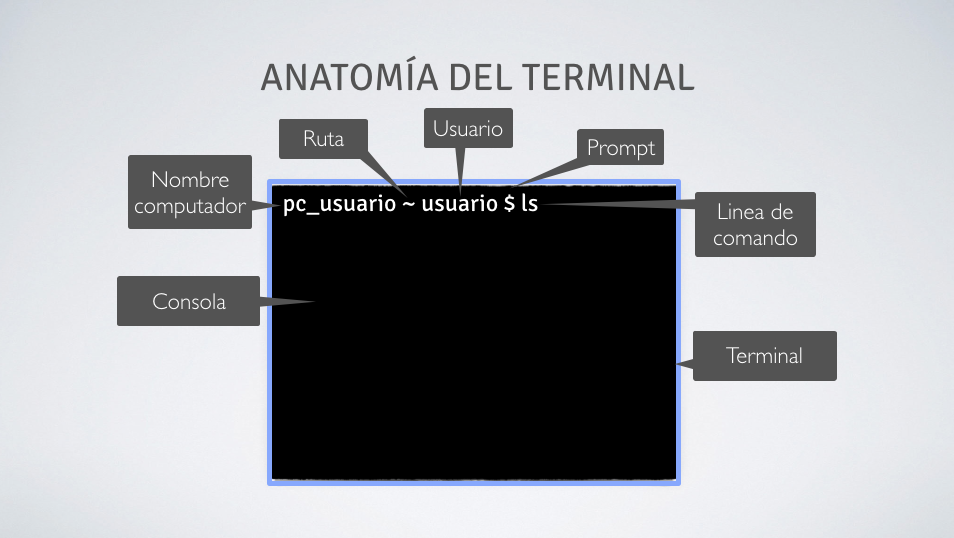 ANATOMÍA DEL TERMINAL
Ruta
Usuario
Prompt
Nombre
computador
pc_usuario ~ usuario $ ls
Linea de
comando
Consola
Terminal